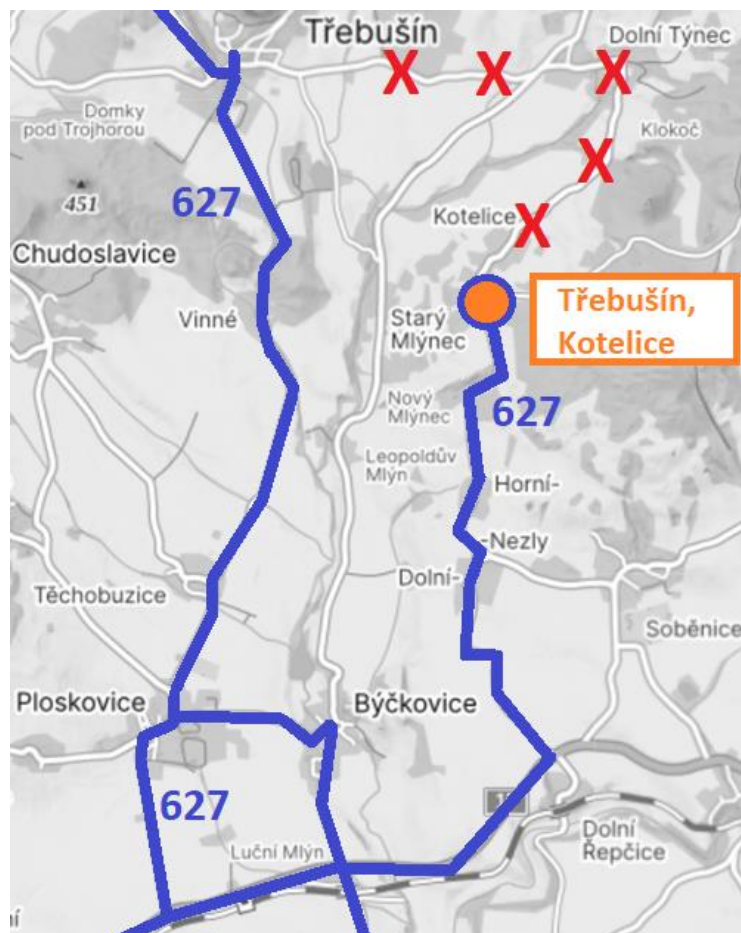 Třebušín
Dolní Týnec
X X X
Domky
pod Trojhorou
Klokoč
X
627
451
Kotelice
X
Chudoslavice
Třebušín,
Kotelice
Vinné
Starý
Mlýnec
Nový
Mlýnec
627
Leopoldův
Mlýn
Horní-
-Nezly
Dolní-
Těchobuzice
Soběnice
Ploskovice
Býčkovice
627
Dolní
Řepčice
Luční Mlýn